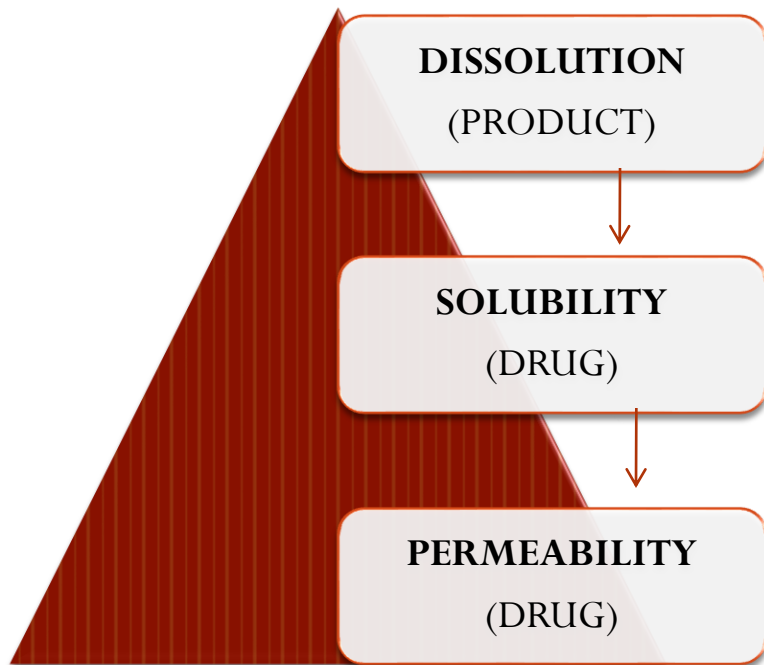 DISSOLUTION
(PRODUCT)
SOLUBILITY
(DRUG)
PERMEABILITY
(DRUG)